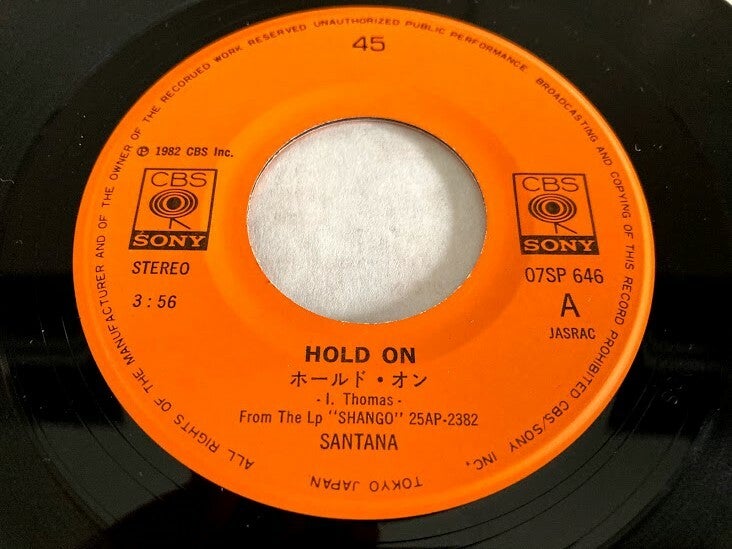 ALL RIGHTS OF THE MANUFACTURER AND OF THE OWNER OF THE RECORUED WORK RESERVED UNAUTHORIZED PUBLIC PERFORMANCE BROADCASTING AND COPYING OF THIS RECORD PROHIBITED CBS/SONY INC,
TOKYO JAPAN
45
℗ 1982 CBS Inc.
CBS
SONY
STEREO
3:56
CBS
SONY
07SP 646
A
JASRAC
HOLD ON
ホールド・オン
- I. Thomas -
From The Lp "SHANGO" 25AP-2382
SANTANA